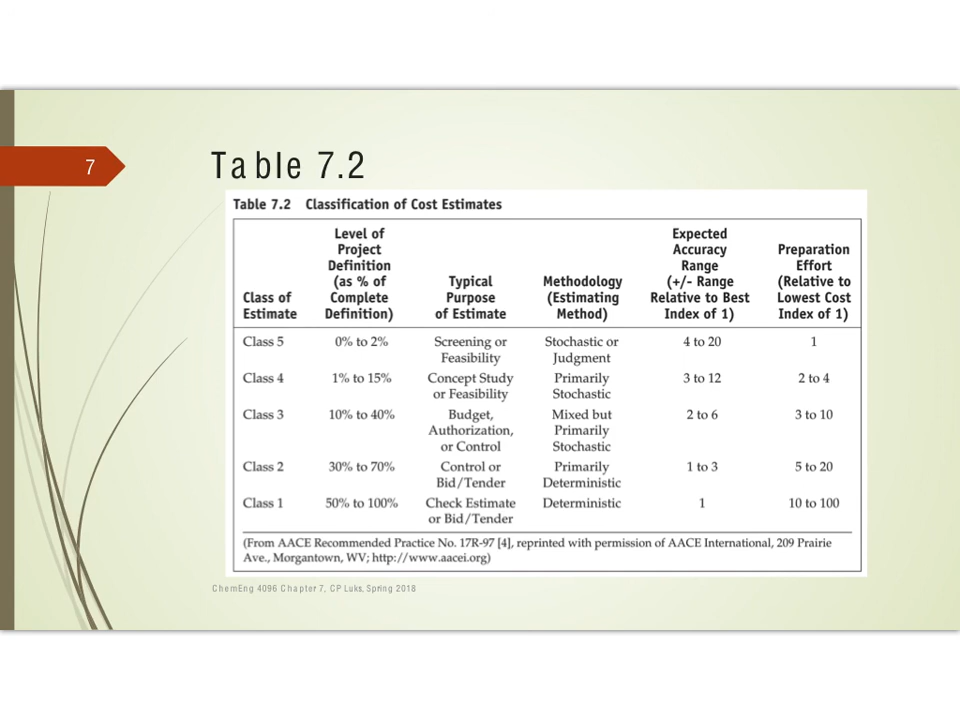 7
Table 7.2
Table 7.2 Classification of Cost Estimates
Class of Estimate
Level of Project Definition (as % of Complete Definition)
Typical Purpose of Estimate
Methodology (Estimating Method)
Expected Accuracy Range (+/- Range Relative to Best Index of 1)
Preparation Effort (Relative to Lowest Cost Index of 1)
Class 5 0% to 2% Screening or Feasibility Stochastic or Judgment 4 to 20 1
Class 4 1% to 15% Concept Study or Feasibility Primarily Stochastic 3 to 12 2 to 4
Class 3 10% to 40% Budget, Authorization, or Control Mixed but Primarily Stochastic 2 to 6 3 to 10
Class 2 30% to 70% Control or Bid/Tender Primarily Deterministic 1 to 3 5 to 20
Class 1 50% to 100% Check Estimate or Bid/Tender Deterministic 1 10 to 100
(From AACE Recommended Practice No. 17R-97 [4], reprinted with permission of AACE International, 209 Prairie
Ave., Morgantown, WV; http://www.aacei.org)
ChemEng 4096 Chapter 7, CP Luks, Spring 2018